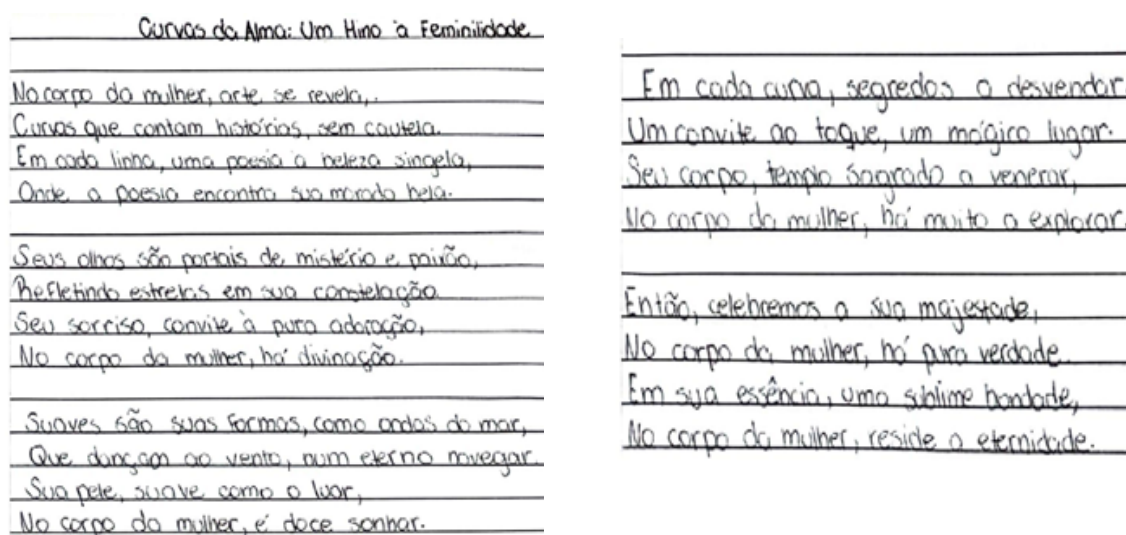 Curvas da Alma: Um Hino à Feminilidade
No corpo da mulher, arte se revela,.
Curvas que contam histórias, sem cautela.
Em cada linha, uma poesia a beleza singela,
Onde a poesia encontra sua morada bela.
Seus olhos são portais de mistério e paixão,
Refletindo estrelas em sua constelação.
Seu sorriso, convite à pura adoração,
No corpo da mulher, há divinação.
Suaves são suas formas, como ondas do mar,
Que dançam ao vento, num eterno navegar.
Sua pele, suave como o luar,
No corpo da mulher, é doce sonhar.
Em cada curva, segredos a desvendar.
Um convite ao toque, um mágico lugar.
Seu corpo, templo sagrado a venerar,
No corpo da mulher, há muito a explorar.
Então, celebremos a sua majestade,
No corpo da mulher, há pura verdade.
Em sua essência, uma sublime bondade,
No corpo da mulher, reside a eternidade.